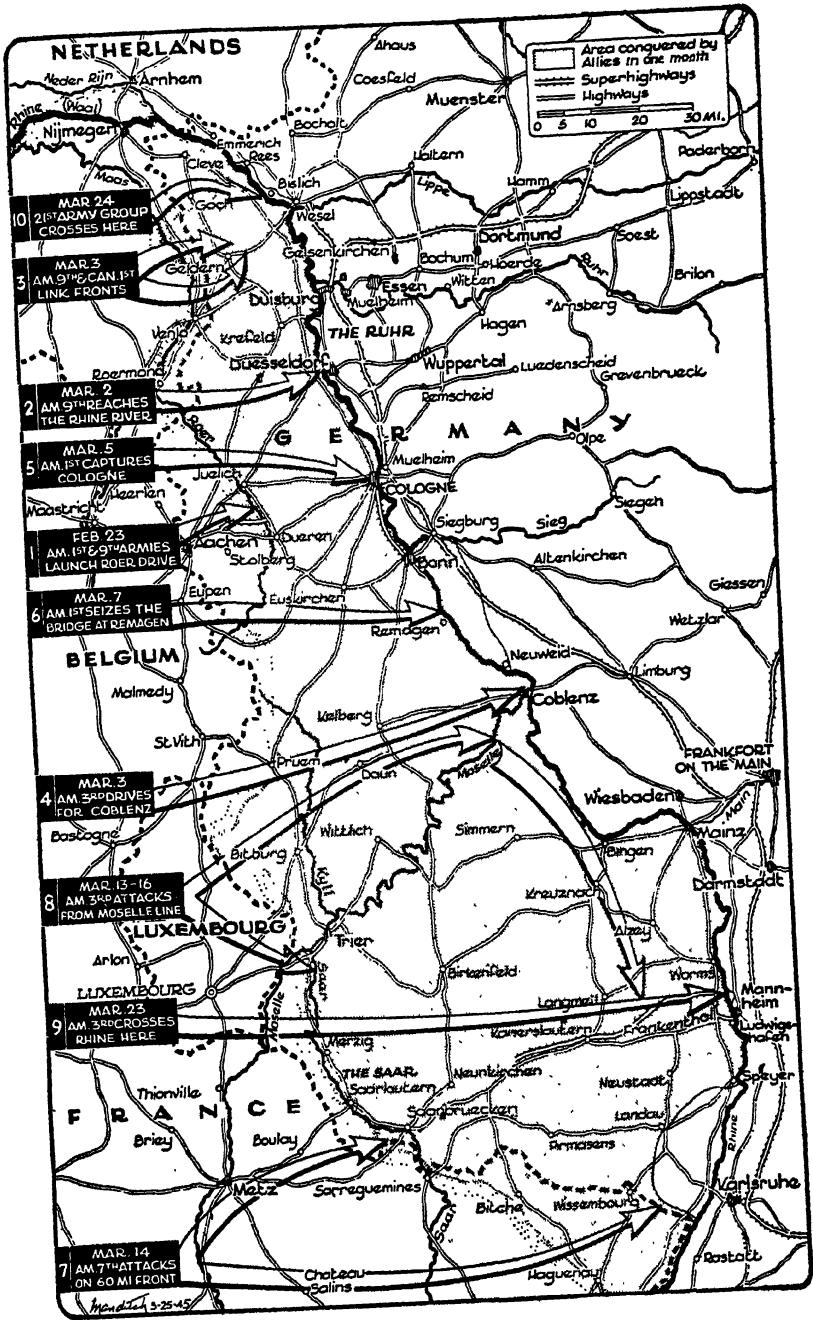 NETHERLANDS
Area conquered by
Allies in one month
Superhighways
Highways
0 5 10 20 30 MI.
Ahaus
Neder Rijn
Arnhem
Coesfeld
Muenster
Rhine (Waal)
Nijmegen
Bocholt
Emmerich
Rees
Cleve
Haltern
Paderborn
Maas
Bislich
Lippe
Hamm
Lippstadt
10 MAR 24
21ST ARMY GROUP
CROSSES HERE
Goch
Wesel
Dortmund
Soest
Gelsenkirchen
3 MAR. 3
AM. 9TH & CAN. 1ST
LINK FRONTS
Geldern
Bochum
Hoerde
Ruhr
Brilon
Essen
Witten
Duisburg
Muelheim
Arnsberg
Venlo
Krefeld
THE RUHR
Hagen
Roermond
Duesseldorf
Wuppertal
Luedenscheid
Grevenbrueck
Remscheid
2 MAR. 2
AM 9TH REACHES
THE RHINE RIVER
Roer
GERMANY
Olpe
5 MAR. 5
AM. 1ST CAPTURES
COLOGNE
Juelich
Muelheim
COLOGNE
Heerlen
Maastricht
Siegen
Siegburg
Sieg
1 FEB. 23
AM. 1ST & 9TH ARMIES
LAUNCH ROER DRIVE
Aachen
Dueren
Stolberg
Bonn
Altenkirchen
Giessen
Eupen
Euskirchen
Wetzlar
6 MAR. 7
AM. 1ST SEIZES THE
BRIDGE AT REMAGEN
Remagen
BELGIUM
Neuweid
Limburg
Malmedy
Coblenz
Kelberg
St. Vith
FRANKFORT
ON THE MAIN
Pruem
Daun
Moselle
4 MAR. 3
AM. 3RD DRIVES
FOR COBLENZ
Wiesbaden
Main
Bastogne
Wittlich
Simmern
Mainz
Bitburg
Bingen
Kyll
Darmstadt
8 MAR. 13-16
AM. 3RD ATTACKS
FROM MOSELLE LINE
Kreuznach
LUXEMBOURG
Trier
Alzey
Arlon
Saar
Birkenfeld
Worms
LUXEMBOURG
Langmeil
Mann-
heim
9 MAR. 23
AM. 3RD CROSSES
RHINE HERE
Moselle
Kaiserslautern
Frankenthal
Ludwigs-
hafen
Merzig
THE SAAR
Neunkirchen
Neustadt
Speyer
Thionville
Saarlautern
FRANCE
Saarbruecken
Landau
Briey
Boulay
Pirmasens
Rhine
Metz
Sarreguemines
Bitche
Wissembourg
Karlsruhe
Saar
7 MAR. 14
AM. 7TH ATTACKS
ON 60 MI FRONT
Rastatt
Chateau
Salins
Haguenau
3-25-45